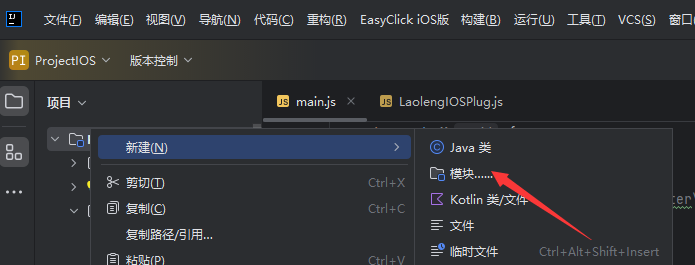 文件(F) 编辑(E) 视图(V) 导航(N) 代码(C) 重构(R) EasyClick iOS版 构建(B) 运行(U) 工具(T) VCS(S) 窗口
PI ProjectIOS 版本控制
项目
JS main.js
JS LaolengIOSPlug.js
新建(N)
剪切(T) Ctrl+X
复制(C) Ctrl+C
复制路径/引用...
粘贴(P) Ctrl+V
Java 类
模块......
Kotlin 类/文件
文件
临时文件 Ctrl+Alt+Shift+Insert